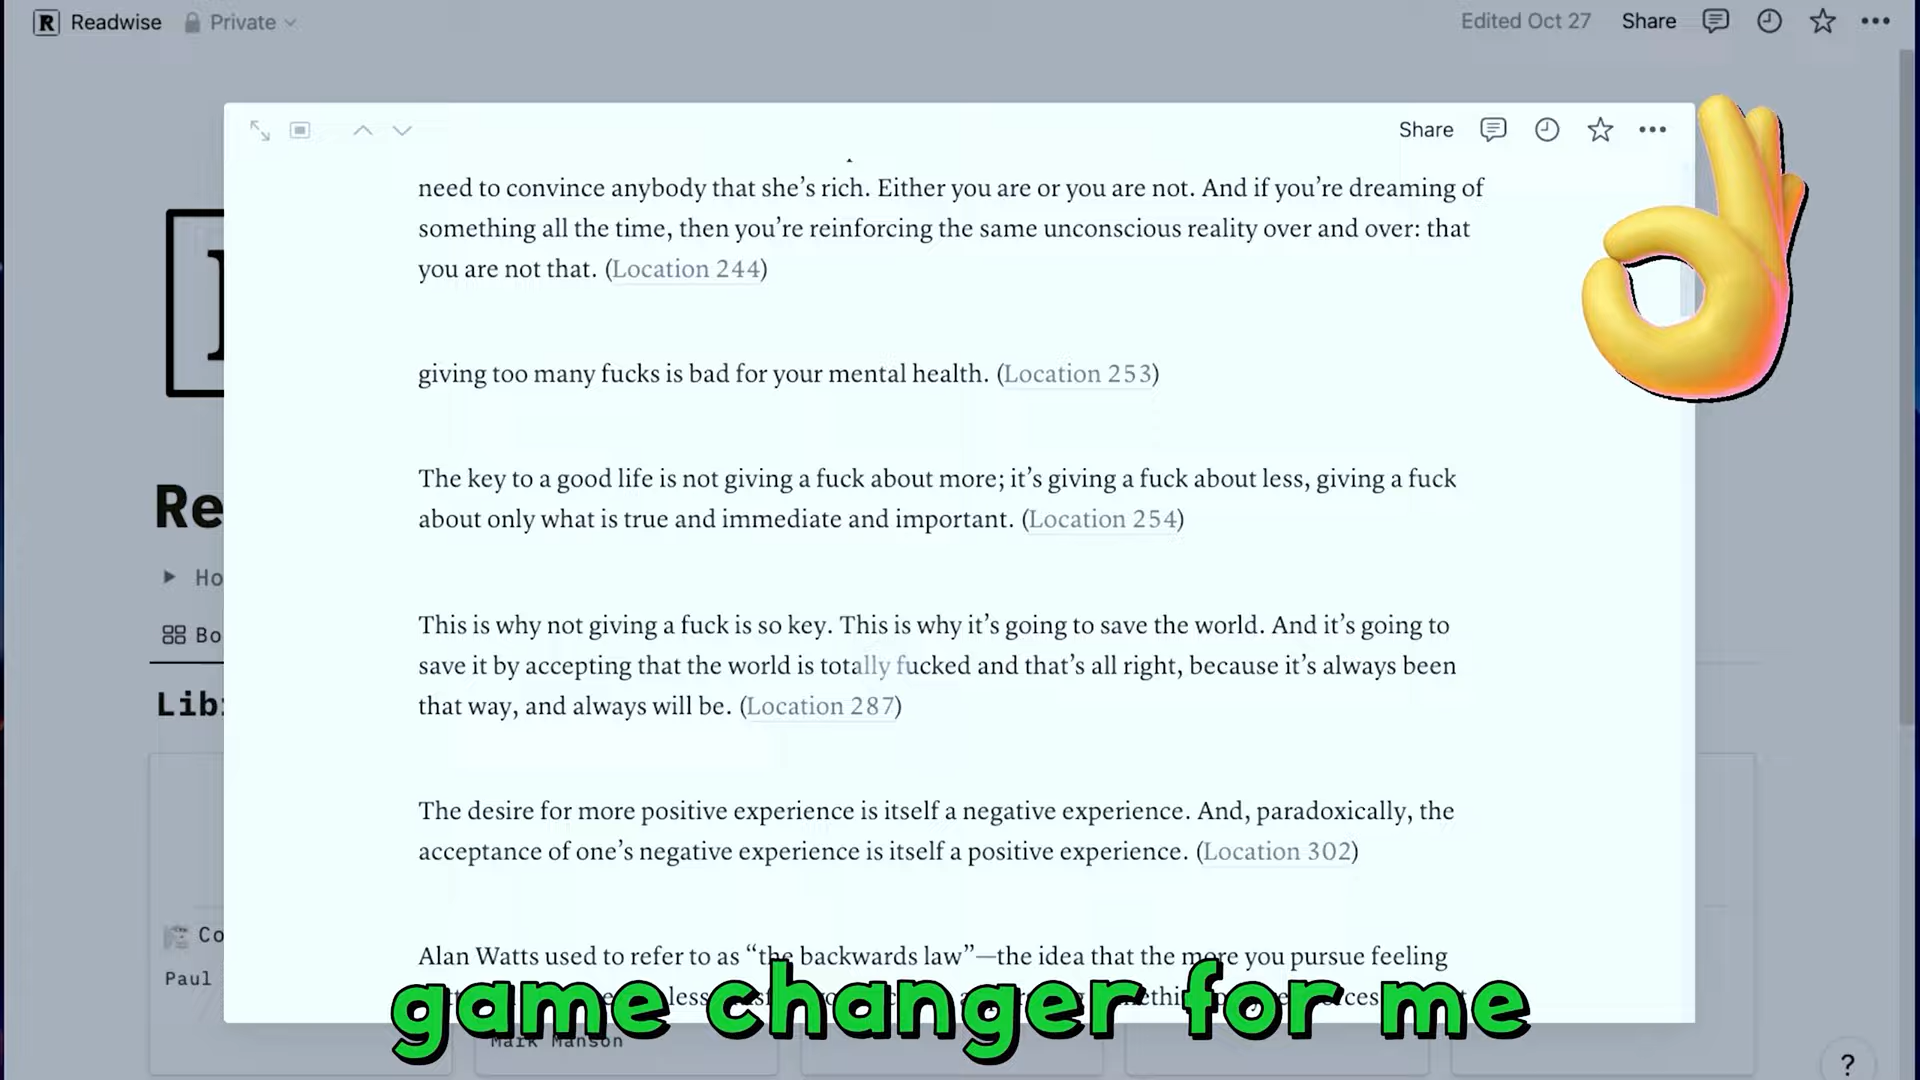 Readwise Private Edited Oct 27 Share
Share
need to convince anybody that she’s rich. Either you are or you are not. And if you’re dreaming of
something all the time, then you’re reinforcing the same unconscious reality over and over: that
you are not that. (Location 244)
giving too many fucks is bad for your mental health. (Location 253)
The key to a good life is not giving a fuck about more; it’s giving a fuck about less, giving a fuck
about only what is true and immediate and important. (Location 254)
This is why not giving a fuck is so key. This is why it’s going to save the world. And it’s going to
save it by accepting that the world is totally fucked and that’s all right, because it’s always been
that way, and always will be. (Location 287)
The desire for more positive experience is itself a negative experience. And, paradoxically, the
acceptance of one’s negative experience is itself a positive experience. (Location 302)
Alan Watts used to refer to as “the backwards law”—the idea that the more you pursue feeling
Re
Ho
Bo
Lib
Co
Paul
game changer for me
Mark Manson
?